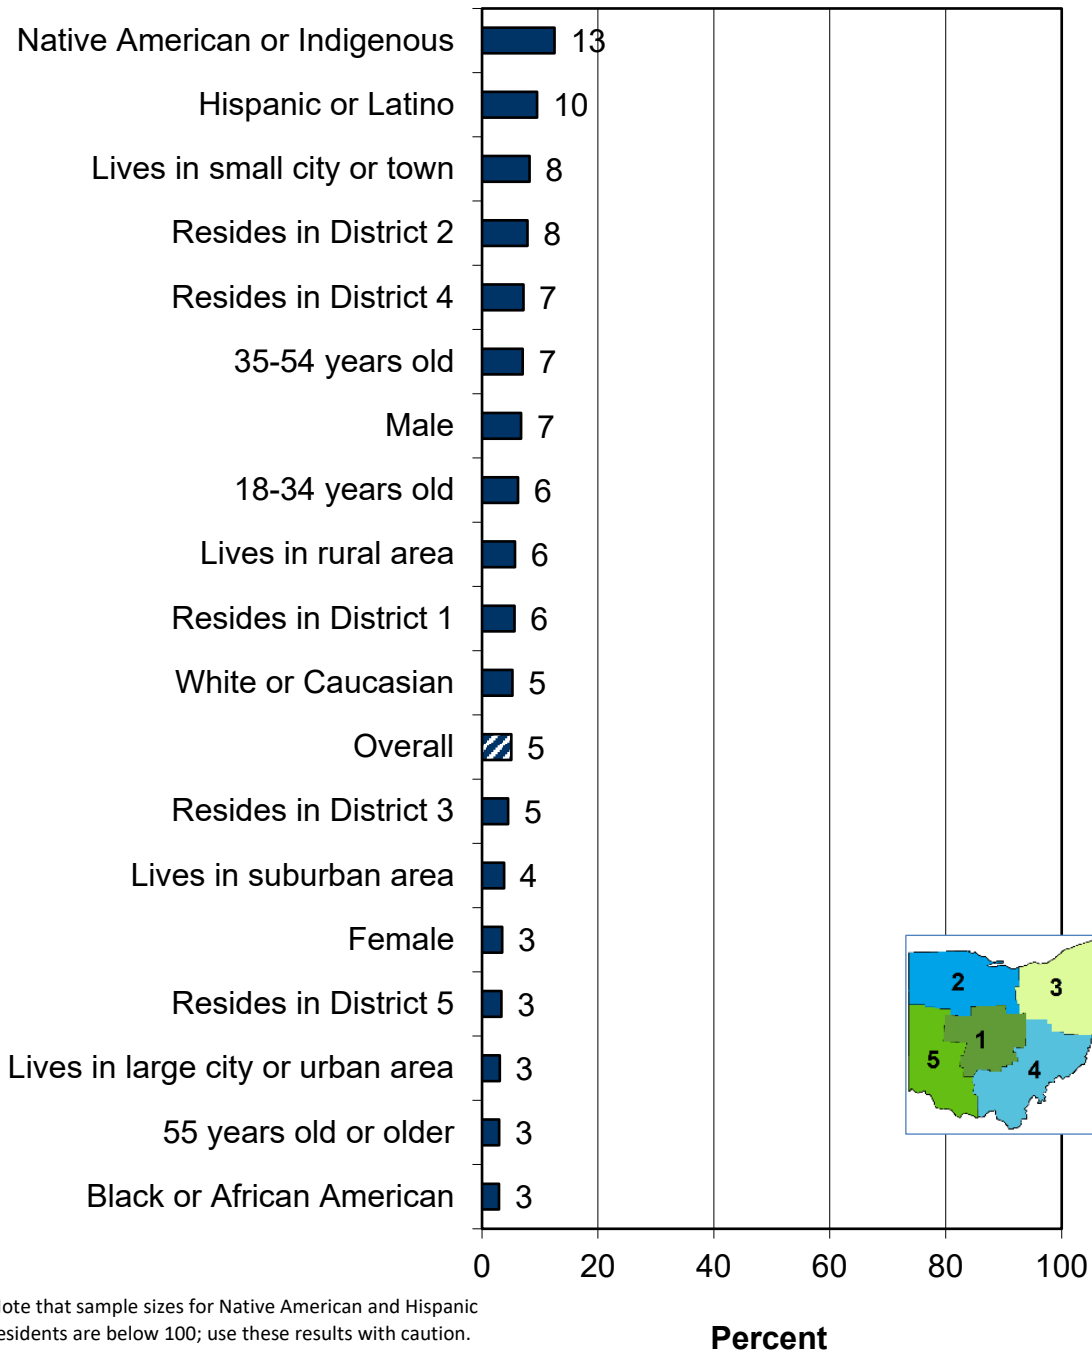 Native American or Indigenous 13
Hispanic or Latino 10
Lives in small city or town 8
Resides in District 2 8
Resides in District 4 7
35-54 years old 7
Male 7
18-34 years old 6
Lives in rural area 6
Resides in District 1 6
White or Caucasian 5
Overall 5
Resides in District 3 5
Lives in suburban area 4
Female 3
Resides in District 5 3
Lives in large city or urban area 3
55 years old or older 3
Black or African American 3
2
3
1
5
4
0 20 40 60 80 100
ote that sample sizes for Native American and Hispanic
esidents are below 100; use these results with caution.
Percent